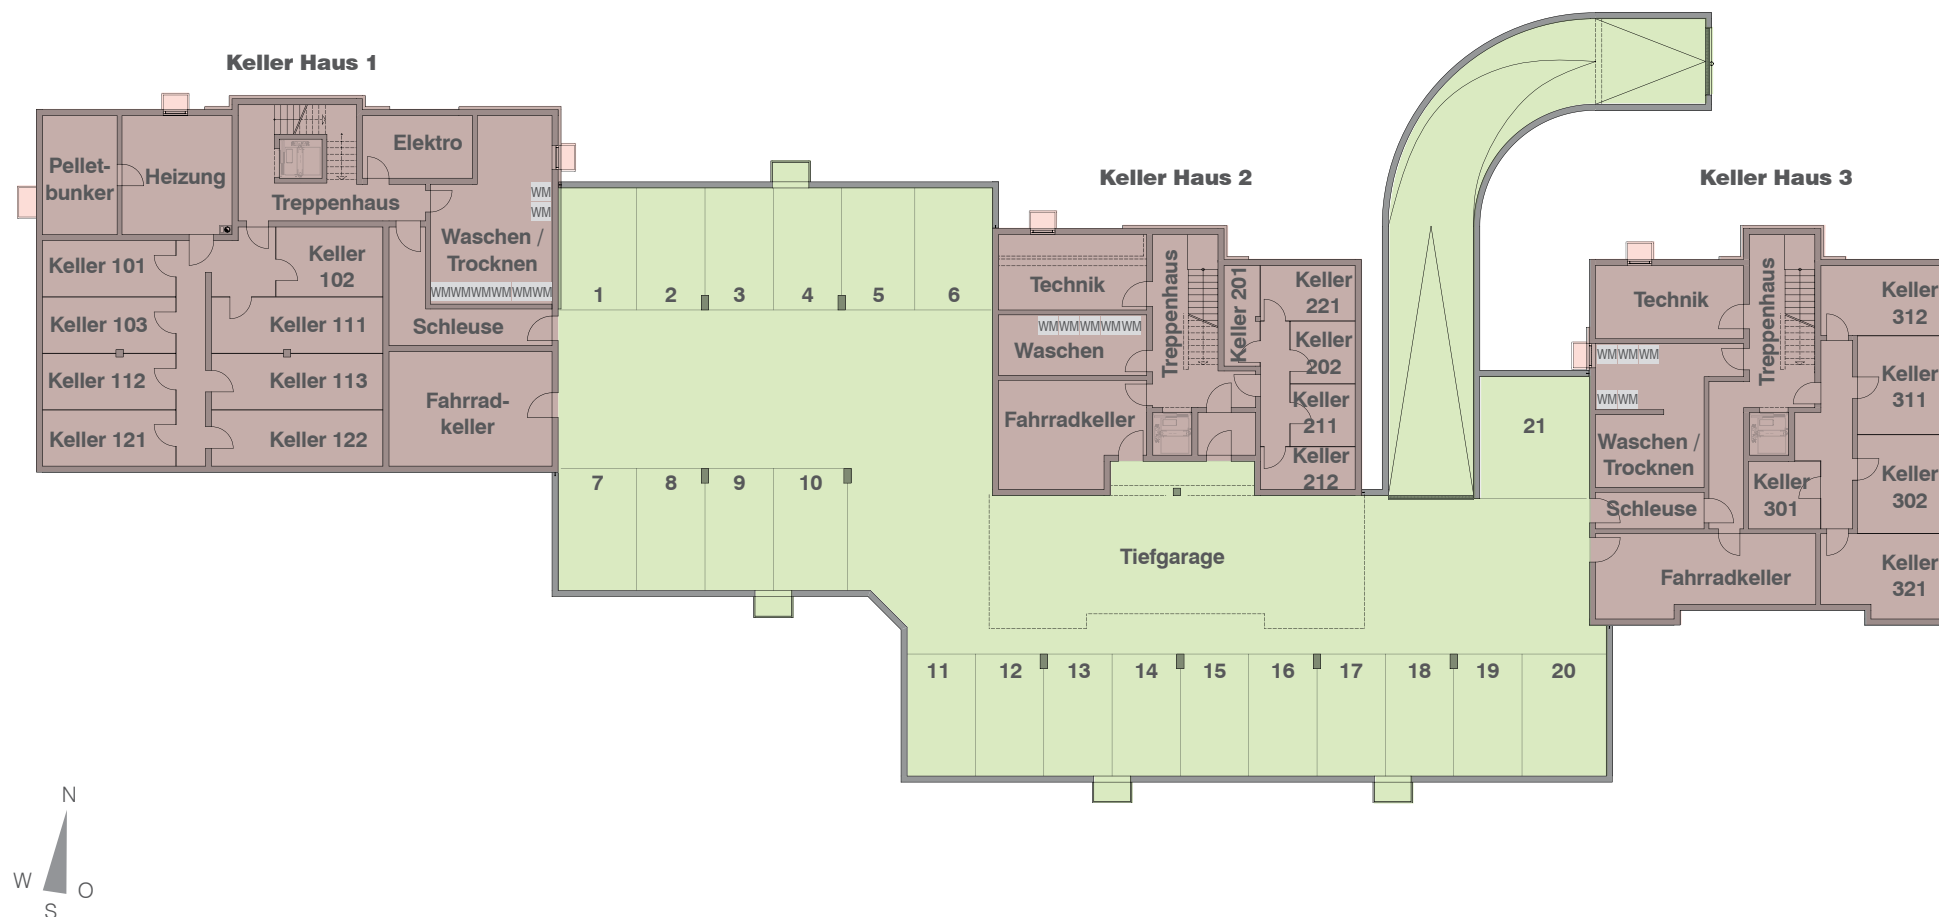 Keller Haus 1
Pellet-
bunker
Heizung
Elektro
Treppenhaus
WM
WM
Waschen /
Trocknen
WMWMWMWMWMWM
Keller 101
Keller
102
Keller 103
Keller 111
Schleuse
Keller 112
Keller 113
Fahrrad-
keller
Keller 121
Keller 122
1
2
3
4
5
6
7
8
9
10
Keller Haus 2
Technik
Treppenhaus
Keller 201
Keller
221
WMWMWMWMWM
Waschen
Keller
202
Fahrradkeller
Keller
211
Keller
212
Tiefgarage
11
12
13
14
15
16
17
18
19
20
21
Keller Haus 3
Technik
Treppenhaus
Keller
312
WMWMWM
WMWM
Keller
311
Waschen /
Trocknen
Keller
301
Keller
302
Schleuse
Fahrradkeller
Keller
321
N
W
O
S